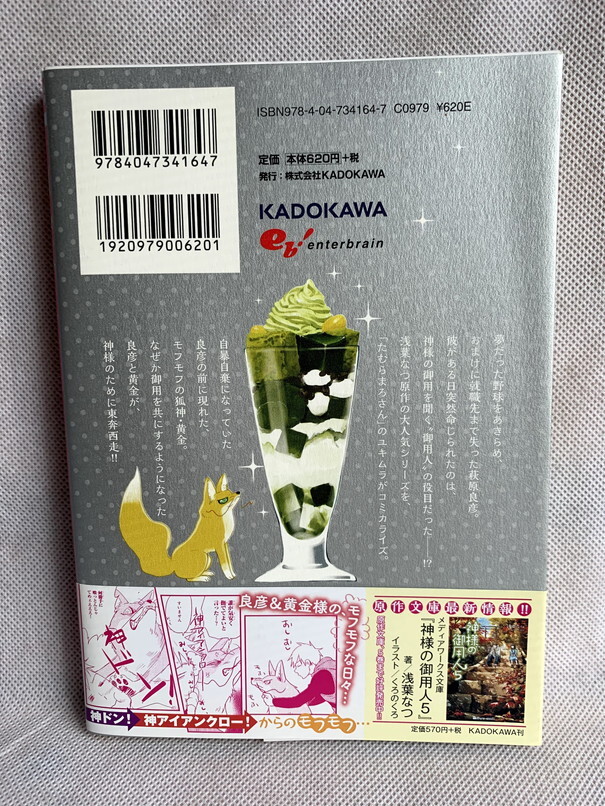 ISBN978-4-04-734164-7 C0979 ¥620E
9784047341647
1920979006201
定価 本体620円+税
発行:株式会社KADOKAWA
KADOKAWA
eb!enterbrain
夢だった野球をあきらめ、
おまけに就職先まで失った萩原良彦。
彼がある日突然命じられたのは
神様の御用を聞く"御用人"の役目だった――!?
浅葉なつ原作の大人気シリーズを、
「たむらまろさん」のユキムラがコミカライズ。
自暴自棄になっていた
良彦の前に現れた、
モフモフの狐神・黄金。
なぜか御用を共にするようになった
良彦と黄金が、
神様のために東奔西走!!
良彦&黄金様の、モフモフな日々…
神ドン!
神アイアンクロー!
からのモフモフ…
原作文庫最新情報!!
メディアワークス文庫
『神様の御用人5』
著/浅葉なつ
イラスト/くろのくろ
神様の御用人5
定価570円+税 KADOKAWA刊